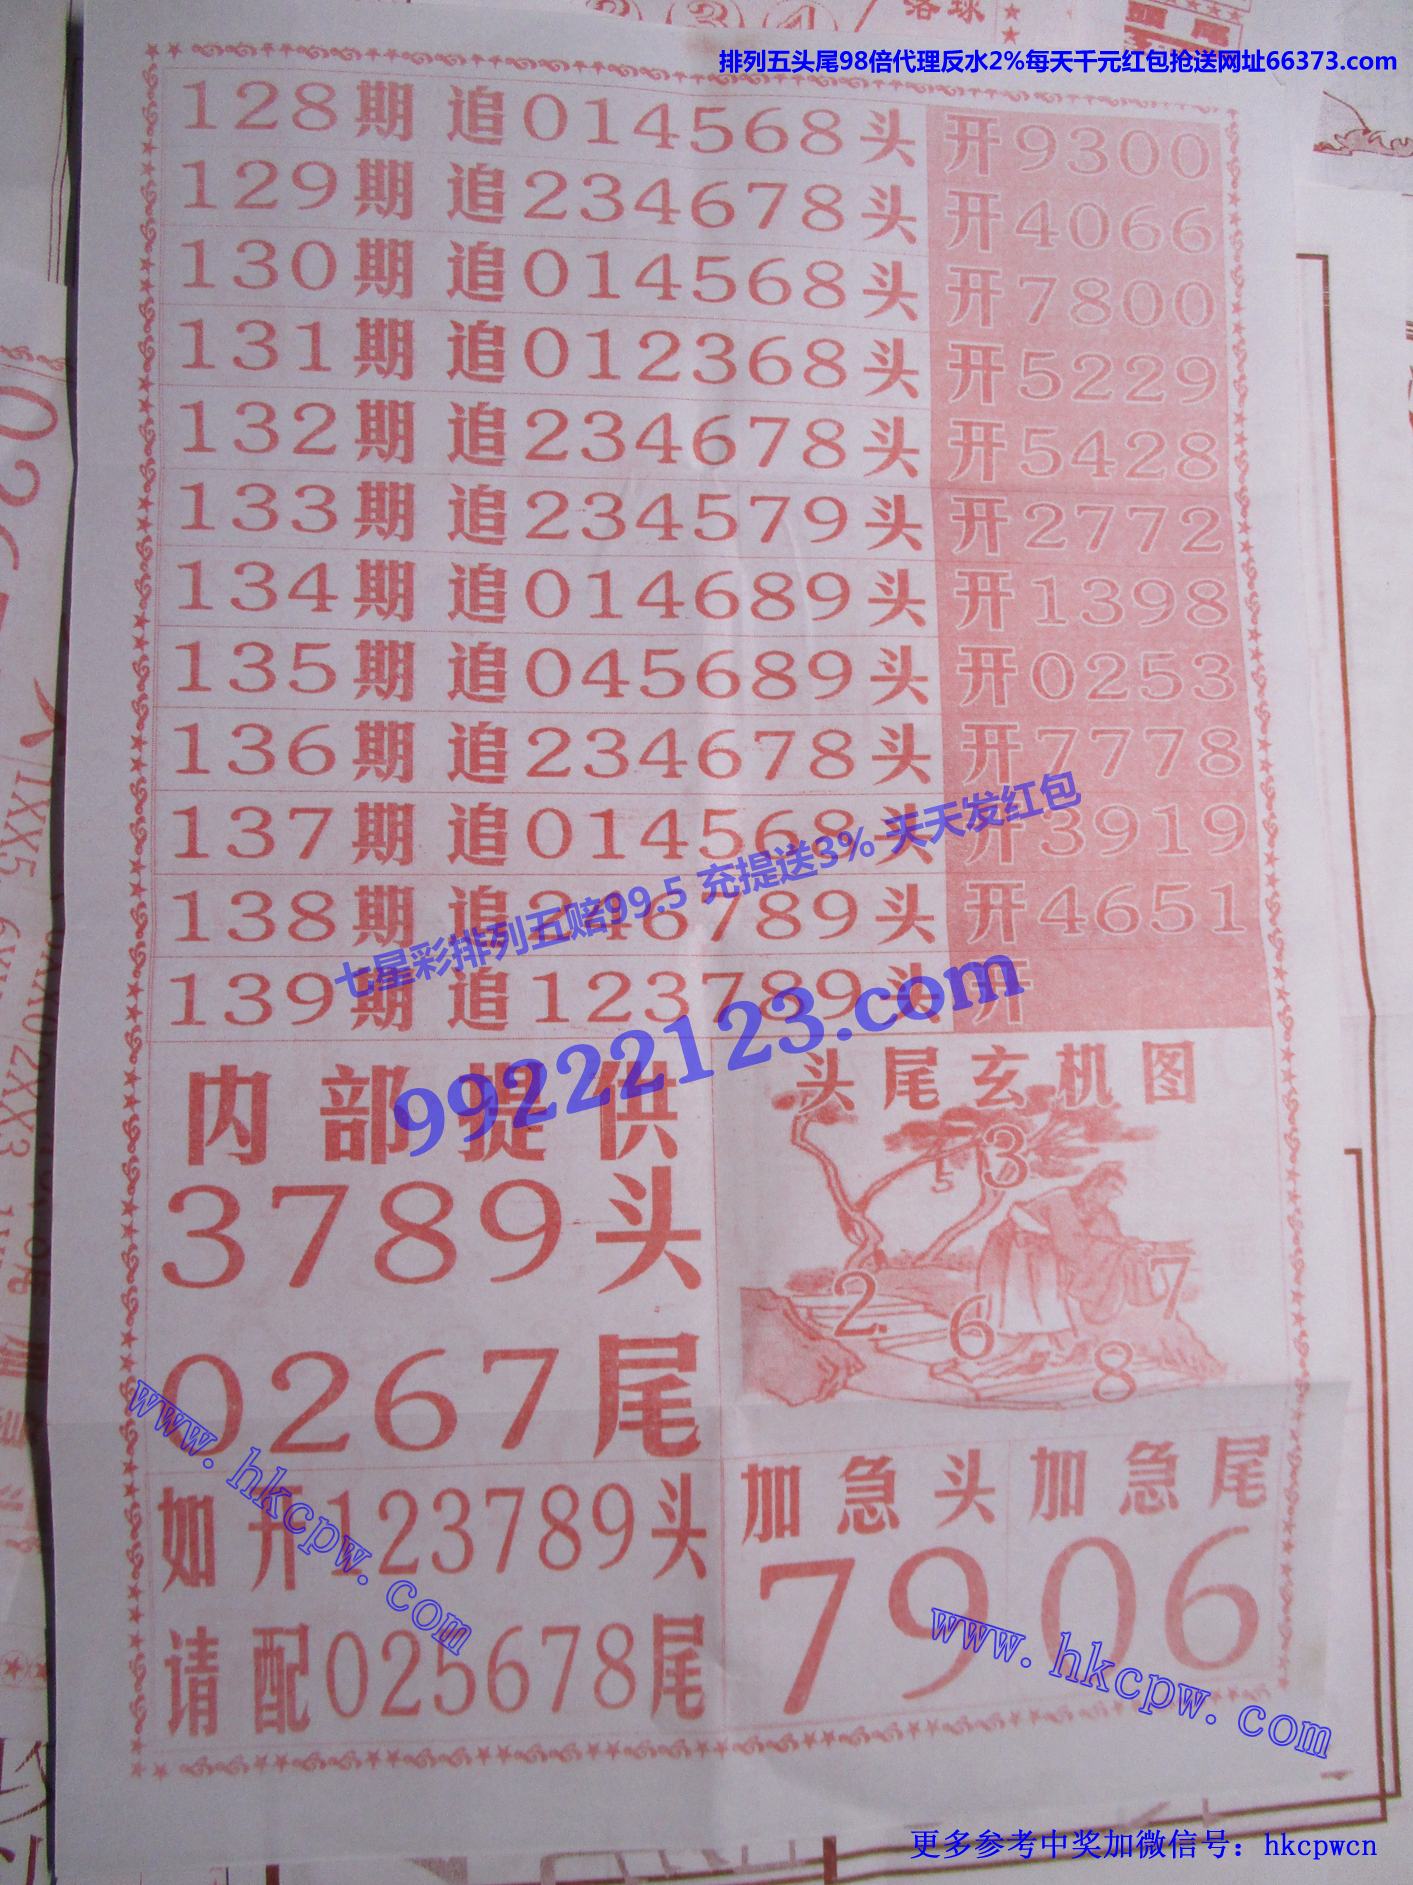 落球
排列五头尾98倍代理反水2%每天千元红包抢送网址66373.com
128期 追014568头 开9300
129期 追234678头 开4066
130期 追014568头 开7800
131期 追012368头 开5229
132期 追234678头 开5428
133期 追234579头 开2772
134期 追014689头 开1398
135期 追045689头 开0253
136期 追234678头 开7778
137期 追014568头 开3919
138期 追246789头 开4651
139期 追123789头 开
七星彩排列五赔99.5 充提送3% 天天发红包
99222123.com
内部提供
3789头
0267尾
头尾玄机图
5 3
2 6 7
8
如开123789头
请配025678尾
加急头 加急尾
79 06
www.hkcpw.com
www.hkcpw.com
更多参考中奖加微信号：hkcpwcn